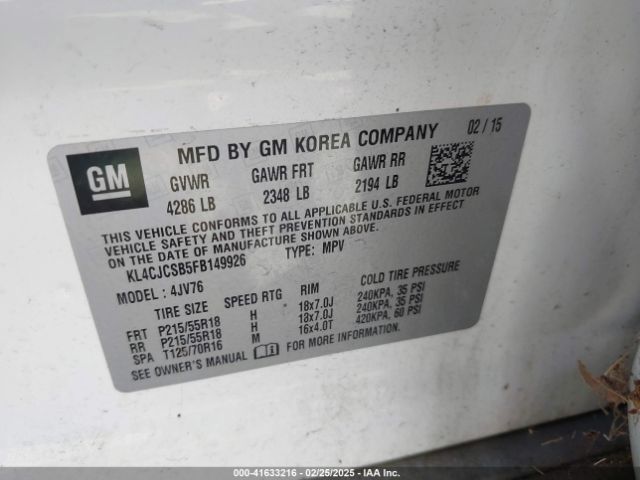 GM
MFD BY GM KOREA COMPANY 02 / 15
GVWR GAWR FRT GAWR RR
4286 LB 2348 LB 2194 LB
THIS VEHICLE CONFORMS TO ALL APPLICABLE U.S. FEDERAL MOTOR
VEHICLE SAFETY AND THEFT PREVENTION STANDARDS IN EFFECT
ON THE DATE OF MANUFACTURE SHOWN ABOVE.
KL4CJCSB5FB149926 TYPE: MPV
MODEL : 4JV76
TIRE SIZE SPEED RTG RIM COLD TIRE PRESSURE
FRT P215/55R18 H 18x7.0J 240KPA, 35 PSI
RR P215/55R18 H 18x7.0J 240KPA, 35 PSI
SPA T125/70R16 M 16x4.0T 420KPA, 60 PSI
SEE OWNER'S MANUAL FOR MORE INFORMATION.
00-41633216 - 02/25/2025 - IAA Inc.